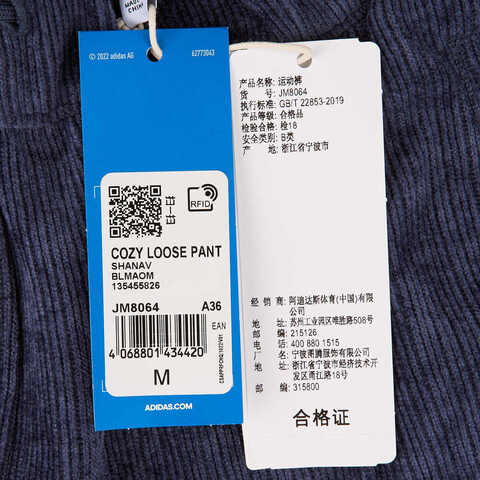 MADE
CHINA
© 2022 adidas AG 62773043
RFID
COZY LOOSE PANT
SHANAV
BLMAOM
135455826
JM8064 A36
EAN
4 068801 434420
M
ADIDAS.COM
产品名称: 运动裤
货 号: JM8064
执行标准: GB/T 22853-2019
产品等级: 合格品
检验合格: 检18
安全类别: B类
产 地: 浙江省宁波市
经 销 商: 阿迪达斯体育(中国)有限
公司
地 址: 苏州工业园区唯胜路508号
邮 编: 215126
电 话: 400 880 1515
厂 名: 宁波甬腾服饰有限公司
地 址: 浙江省宁波市经济技术开
发区甬江路18号
邮 编: 315800
合格证